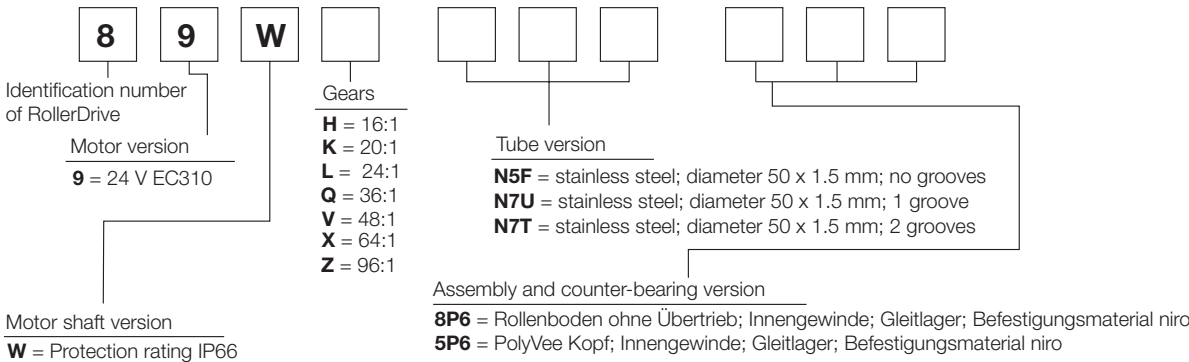 8 9 W
Identification number
of RollerDrive
Motor version
9 = 24 V EC310
Motor shaft version
W = Protection rating IP66
Gears
H = 16:1
K = 20:1
L = 24:1
Q = 36:1
V = 48:1
X = 64:1
Z = 96:1
Tube version
N5F = stainless steel; diameter 50 x 1.5 mm; no grooves
N7U = stainless steel; diameter 50 x 1.5 mm; 1 groove
N7T = stainless steel; diameter 50 x 1.5 mm; 2 grooves
Assembly and counter-bearing version
8P6 = Rollenboden ohne Übertrieb; Innengewinde; Gleitlager; Befestigungsmaterial niro
5P6 = PolyVee Kopf; Innengewinde; Gleitlager; Befestigungsmaterial niro